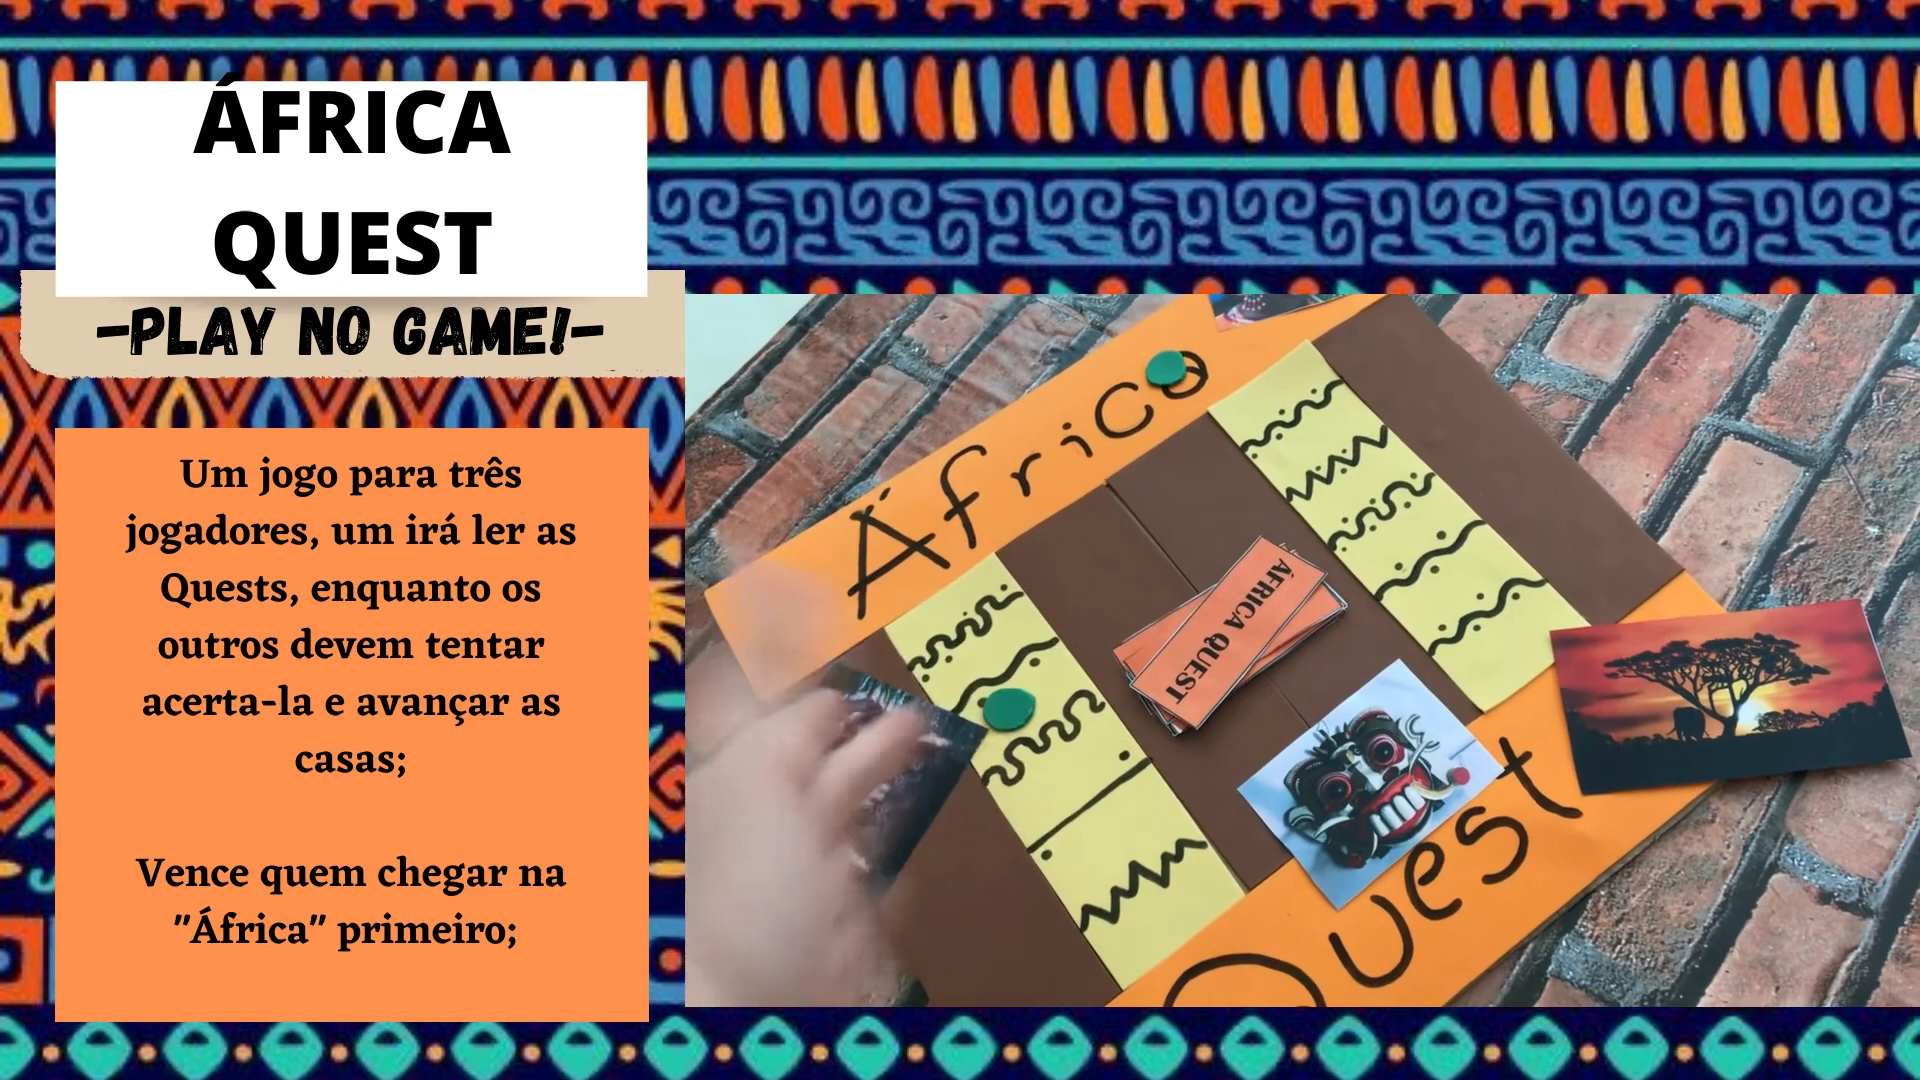 ÁFRICA
QUEST
-PLAY NO GAME!-
Um jogo para três
jogadores, um irá ler as
Quests, enquanto os
outros devem tentar
acerta-la e avançar as
casas;
Vence quem chegar na
"África" primeiro;
África
ÁFRICA QUEST
Quest